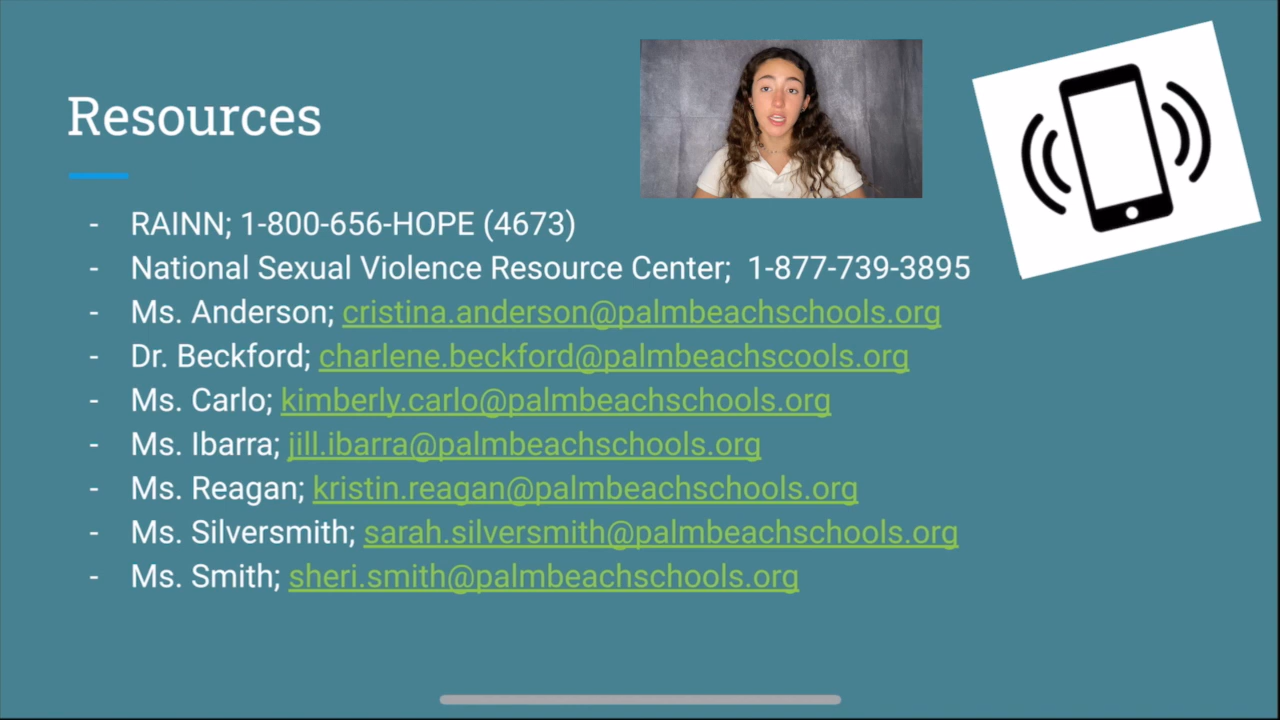 Resources
- RAINN; 1-800-656-HOPE (4673)
- National Sexual Violence Resource Center;  1-877-739-3895
- Ms. Anderson; cristina.anderson@palmbeachschools.org
- Dr. Beckford; charlene.beckford@palmbeachscools.org
- Ms. Carlo; kimberly.carlo@palmbeachschools.org
- Ms. Ibarra; jill.ibarra@palmbeachschools.org
- Ms. Reagan; kristin.reagan@palmbeachschools.org
- Ms. Silversmith; sarah.silversmith@palmbeachschools.org
- Ms. Smith; sheri.smith@palmbeachschools.org